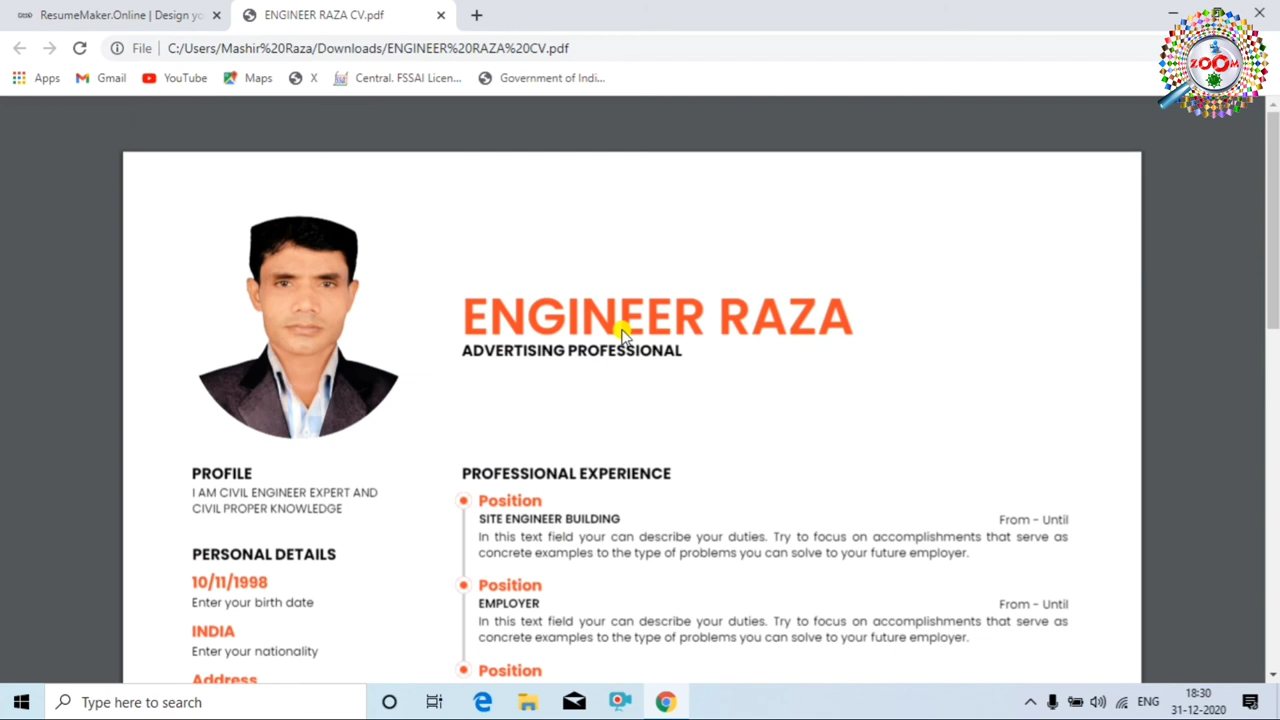 ResumeMaker.Online | Design yo
ENGINEER RAZA CV.pdf
File
C:/Users/Mashir%20Raza/Downloads/ENGINEER%20RAZA%20CV.pdf
Apps
Gmail
YouTube
Maps
X
Central. FSSAI Licen...
Government of Indi...
ZOOM
ENGINEER RAZA
ADVERTISING PROFESSIONAL
PROFILE
I AM CIVIL ENGINEER EXPERT AND
CIVIL PROPER KNOWLEDGE
PERSONAL DETAILS
10/11/1998
Enter your birth date
INDIA
Enter your nationality
Address
PROFESSIONAL EXPERIENCE
Position
SITE ENGINEER BUILDING
From - Until
In this text field your can describe your duties. Try to focus on accomplishments that serve as
concrete examples to the type of problems you can solve to your future employer.
Position
EMPLOYER
From - Until
In this text field your can describe your duties. Try to focus on accomplishments that serve as
concrete examples to the type of problems you can solve to your future employer.
Position
Type here to search
ENG
18:30
31-12-2020